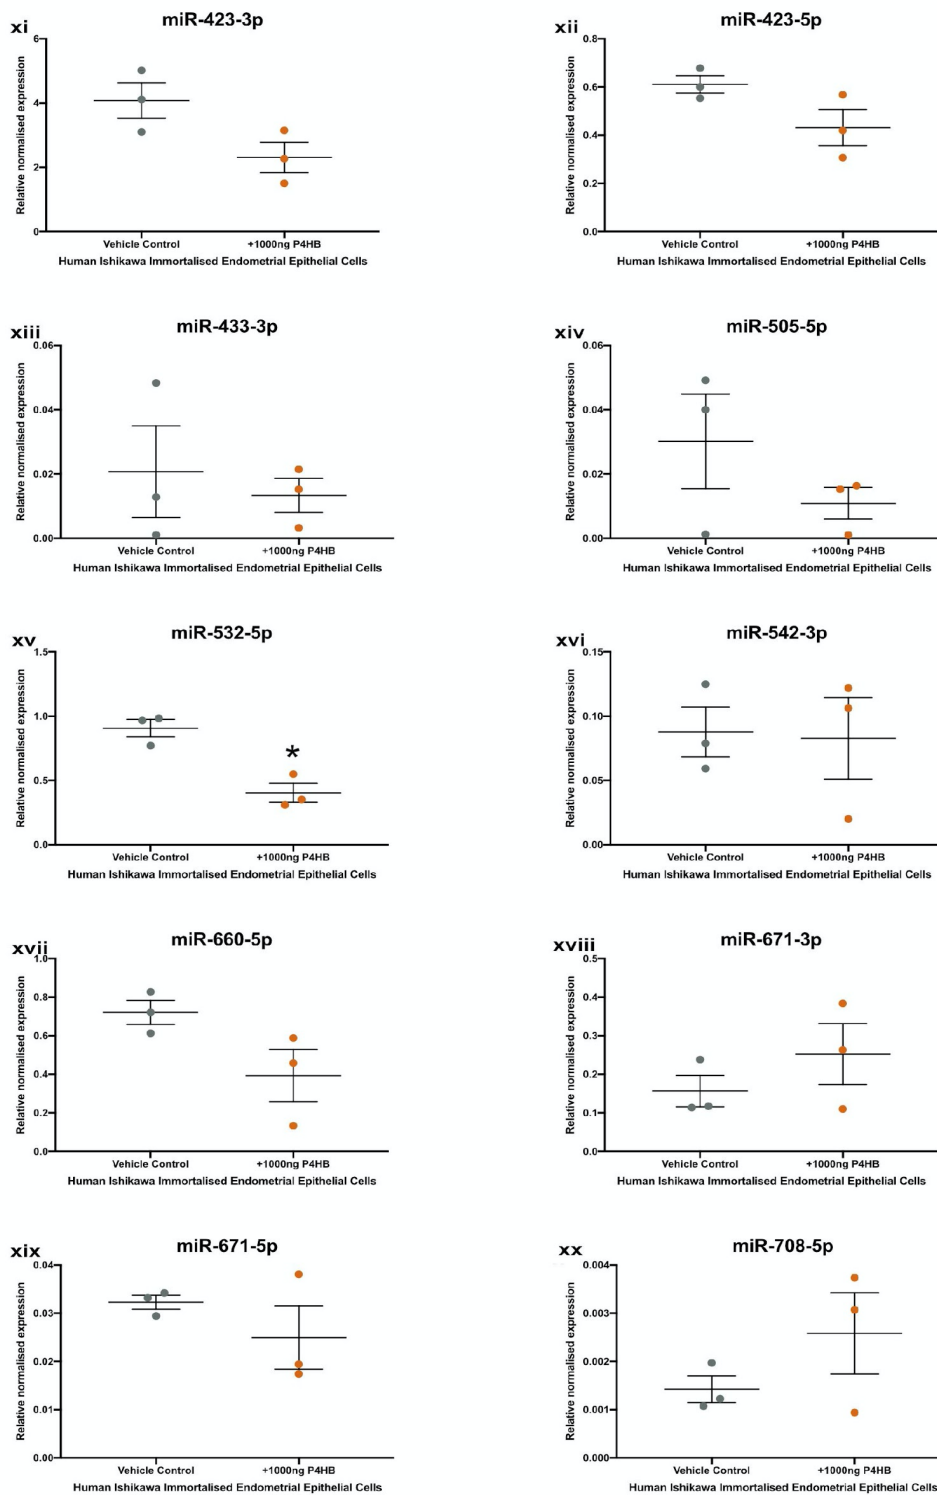 xi
miR-423-3p
Relative normalised expression
6
4
2
0
Vehicle Control
+1000ng P4HB
Human Ishikawa Immortalised Endometrial Epithelial Cells
xii
miR-423-5p
Relative normalised expression
0.8
0.6
0.4
0.2
0.0
Vehicle Control
+1000ng P4HB
Human Ishikawa Immortalised Endometrial Epithelial Cells
xiii
miR-433-3p
Relative normalised expression
0.06
0.04
0.02
0.00
Vehicle Control
+1000ng P4HB
Human Ishikawa Immortalised Endometrial Epithelial Cells
xiv
miR-505-5p
Relative normalised expression
0.06
0.04
0.02
0.00
Vehicle Control
+1000ng P4HB
Human Ishikawa Immortalised Endometrial Epithelial Cells
xv
miR-532-5p
Relative normalised expression
1.5
1.0
0.5
0.0
*
Vehicle Control
+1000ng P4HB
Human Ishikawa Immortalised Endometrial Epithelial Cells
xvi
miR-542-3p
Relative normalised expression
0.15
0.10
0.05
0.00
Vehicle Control
+1000ng P4HB
Human Ishikawa Immortalised Endometrial Epithelial Cells
xvii
miR-660-5p
Relative normalised expression
1.0
0.8
0.6
0.4
0.2
0.0
Vehicle Control
+1000ng P4HB
Human Ishikawa Immortalised Endometrial Epithelial Cells
xviii
miR-671-3p
Relative normalised expression
0.5
0.4
0.3
0.2
0.1
0.0
Vehicle Control
+1000ng P4HB
Human Ishikawa Immortalised Endometrial Epithelial Cells
xix
miR-671-5p
Relative normalised expression
0.04
0.03
0.02
0.01
0.00
Vehicle Control
+1000ng P4HB
Human Ishikawa Immortalised Endometrial Epithelial Cells
xx
miR-708-5p
Relative normalised expression
0.004
0.003
0.002
0.001
0.000
Vehicle Control
+1000ng P4HB
Human Ishikawa Immortalised Endometrial Epithelial Cells